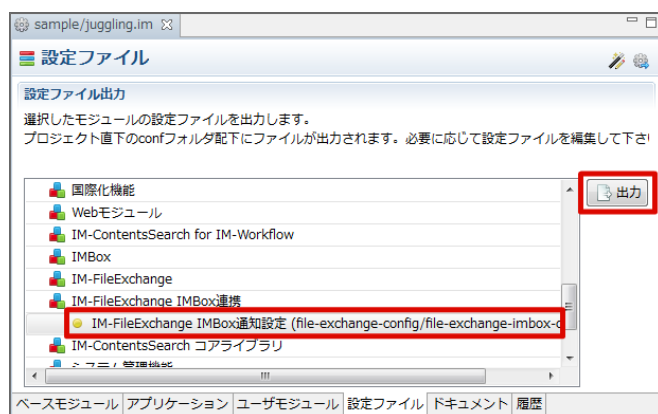 sample/juggling.im
設定ファイル
設定ファイル出力
選択したモジュールの設定ファイルを出力します。
プロジェクト直下のconfフォルダ配下にファイルが出力されます。必要に応じて設定ファイルを編集して下さ
国際化機能
出力
Webモジュール
IM-ContentsSearch for IM-Workflow
IMBox
IM-FileExchange
IM-FileExchange IMBox連携
IM-FileExchange IMBox通知設定 (file-exchange-config/file-exchange-imbox-c
IM-ContentsSearch コアライブラリ
システム管理機能
ベースモジュール アプリケーション ユーザモジュール 設定ファイル ドキュメント 履歴